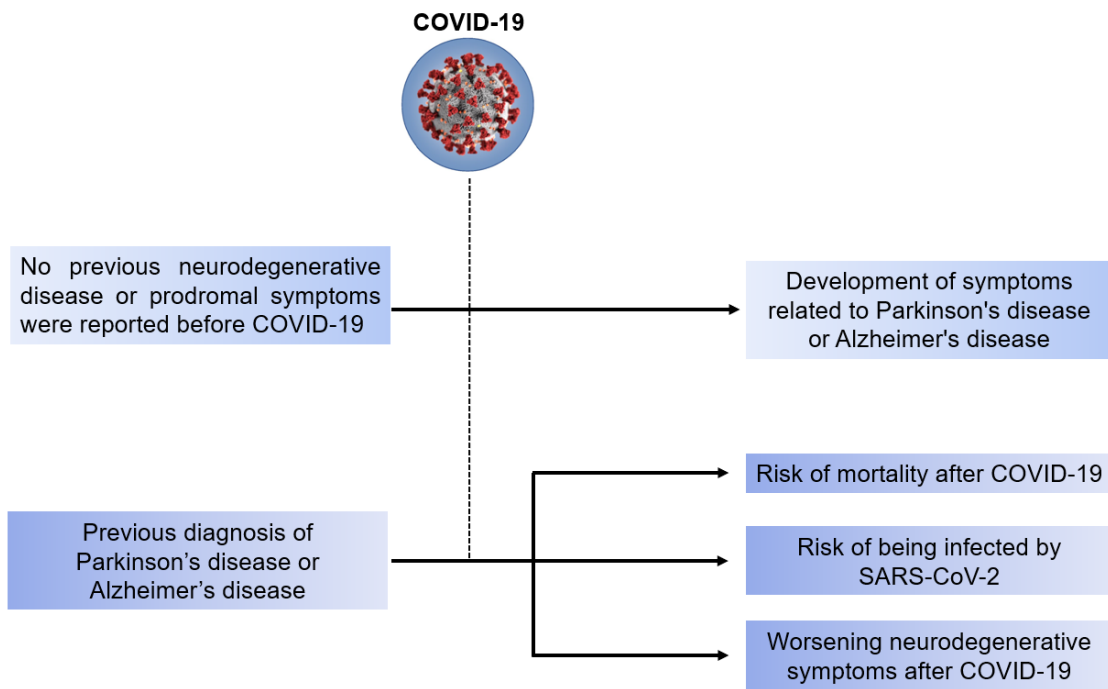 COVID-19
No previous neurodegenerative
disease or prodromal symptoms
were reported before COVID-19
Development of symptoms
related to Parkinson's disease
or Alzheimer's disease
Previous diagnosis of
Parkinson’s disease or
Alzheimer’s disease
Risk of mortality after COVID-19
Risk of being infected by
SARS-CoV-2
Worsening neurodegenerative
symptoms after COVID-19